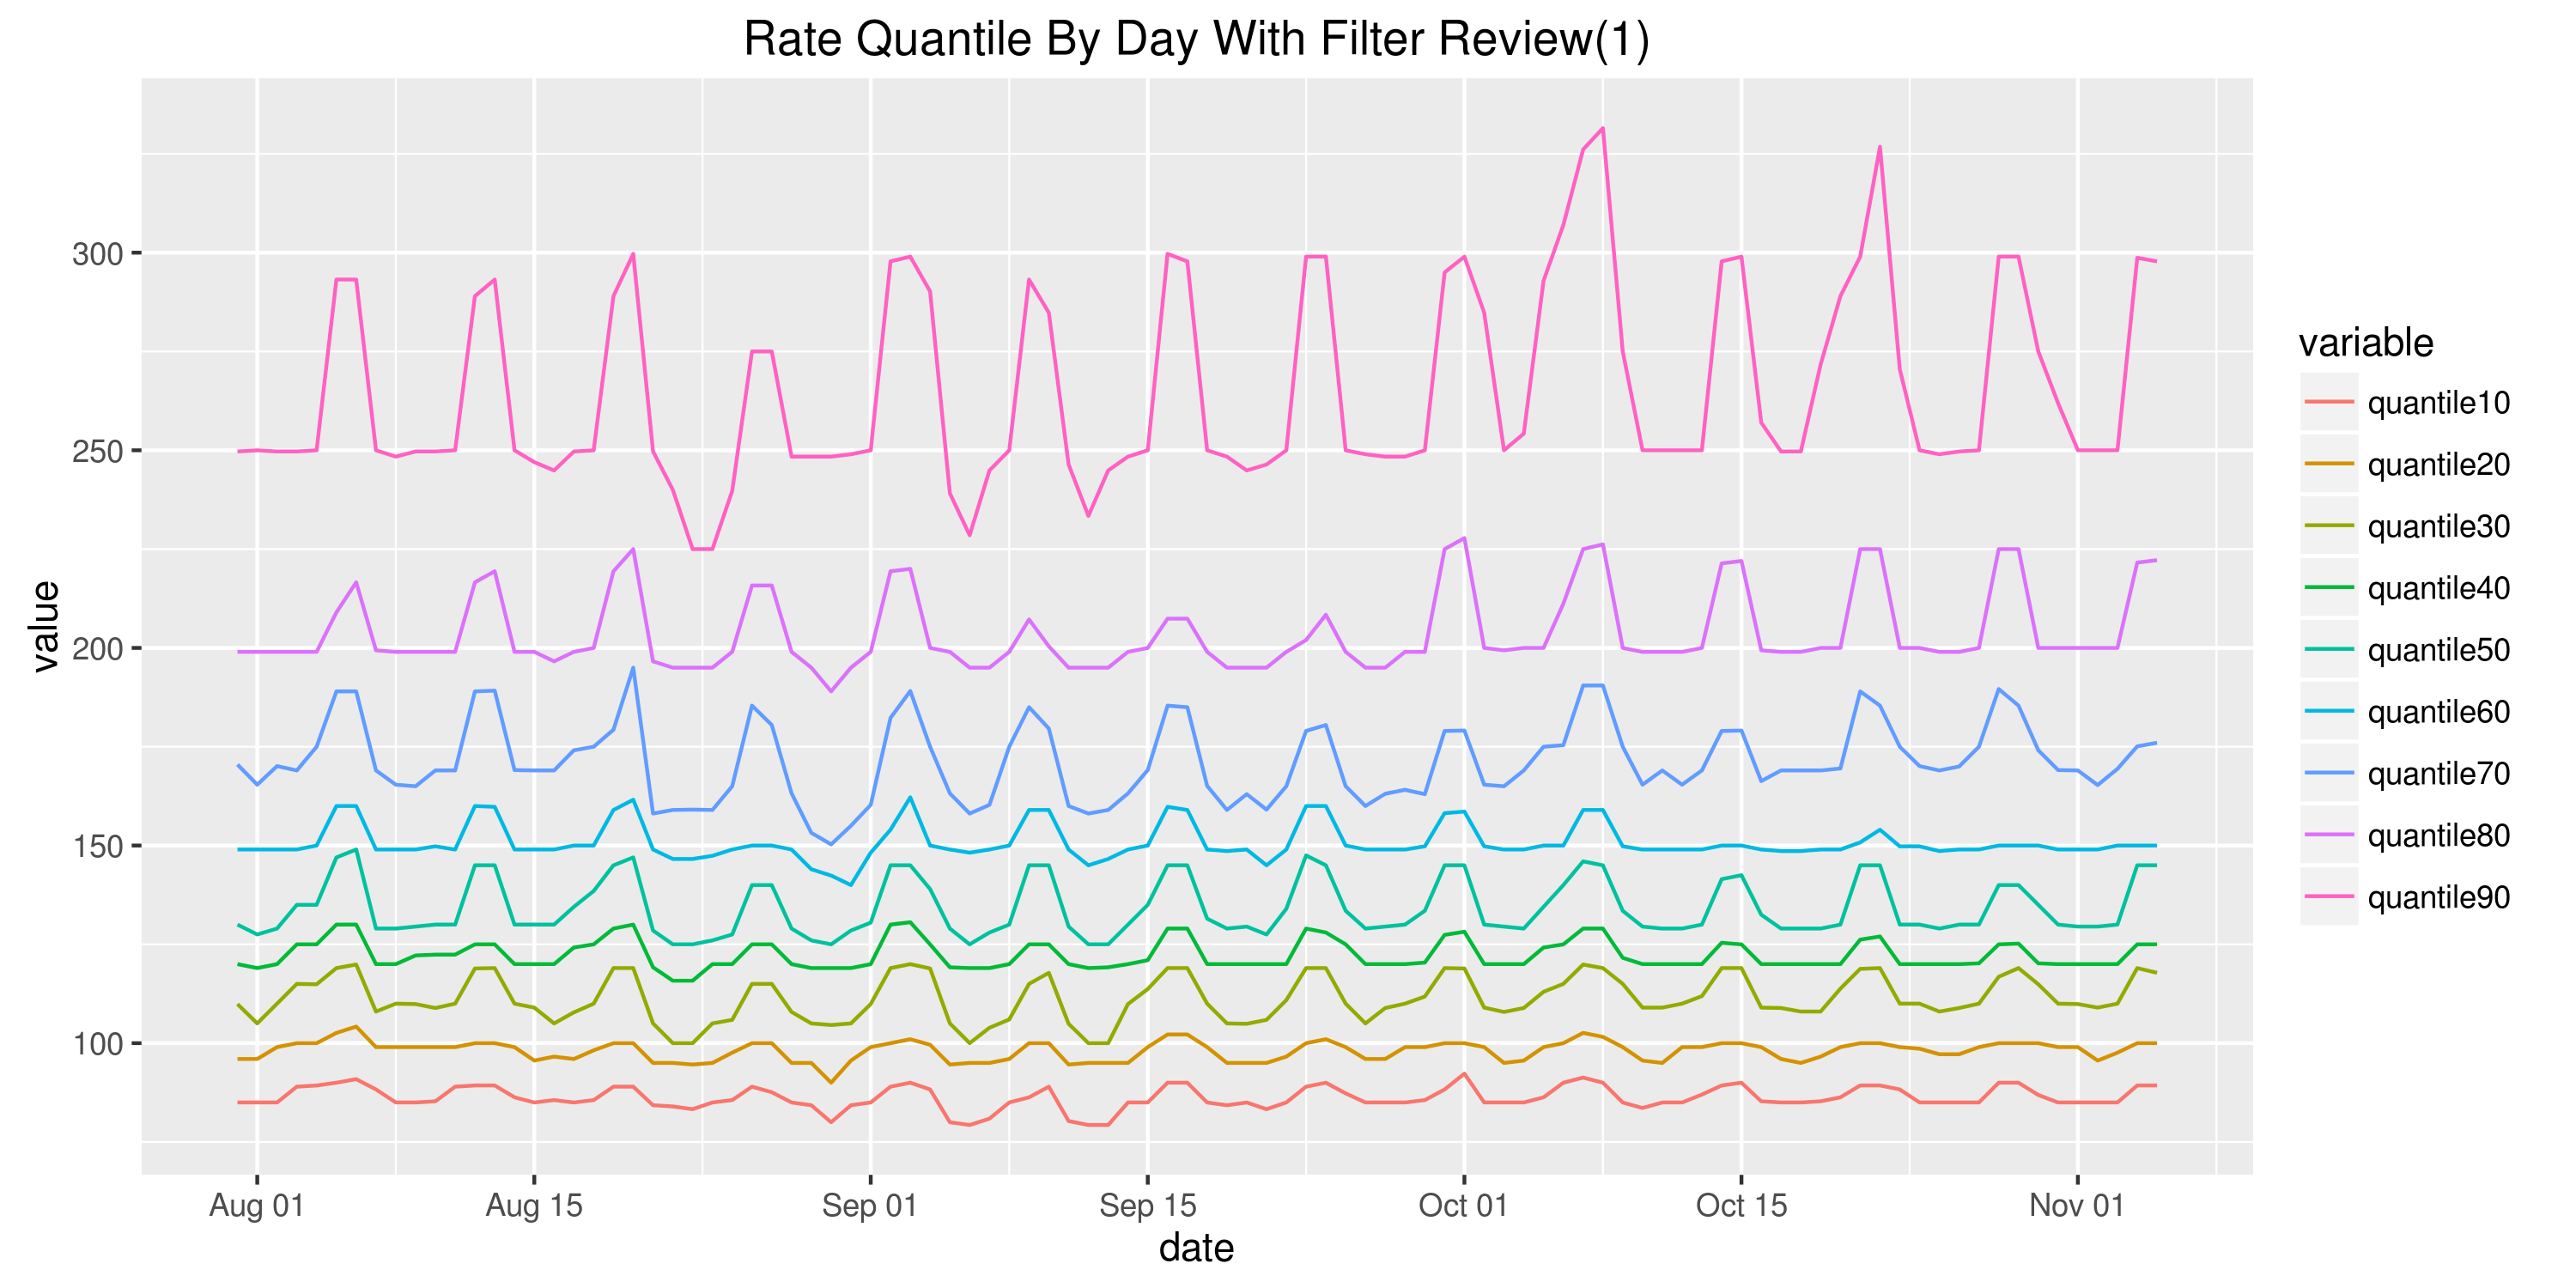 Rate Quantile By Day With Filter Review(1)
300
250
200
150
100
value
Aug 01
Aug 15
Sep 01
Sep 15
Oct 01
Oct 15
Nov 01
date
variable
quantile10
quantile20
quantile30
quantile40
quantile50
quantile60
quantile70
quantile80
quantile90